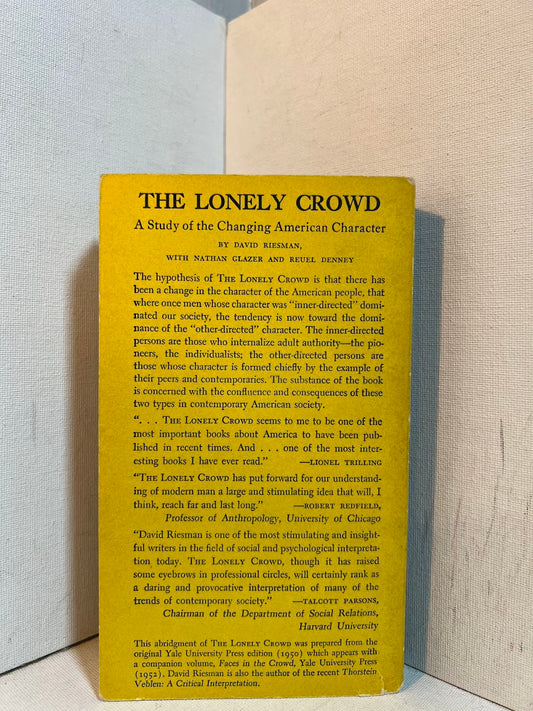 THE LONELY CROWD
A Study of the Changing American Character
BY DAVID RIESMAN,
WITH NATHAN GLAZER AND REUEL DENNEY
The hypothesis of THE LONELY CROWD is that there has
been a change in the character of the American people, that
where once men whose character was “inner-directed” domi-
nated our society, the tendency is now toward the domi-
nance of the “other-directed” character. The inner-directed
persons are those who internalize adult authority—the pio-
neers, the individualists; the other-directed persons are
those whose character is formed chiefly by the example of
their peers and contemporaries. The substance of the book
is concerned with the confluence and consequences of these
two types in contemporary American society.
“. . . THE LONELY CROWD seems to me to be one of the
most important books about America to have been pub-
lished in recent times. And . . . one of the most inter-
esting books I have ever read.” —LIONEL TRILLING
“THE LONELY CROWD has put forward for our understand-
ing of modern man a large and stimulating idea that will, I
think, reach far and last long.” —ROBERT REDFIELD,
Professor of Anthropology, University of Chicago
“David Riesman is one of the most stimulating and insight-
ful writers in the field of social and psychological interpreta-
tion today. THE LONELY CROWD, though it has raised
some eyebrows in professional circles, will certainly rank as
a daring and provocative interpretation of many of the
trends of contemporary society.” —TALCOTT PARSONS,
Chairman of the Department of Social Relations,
Harvard University
This abridgment of THE LONELY CROWD was prepared from the
original Yale University Press edition (1950) which appears with
a companion volume, Faces in the Crowd, Yale University Press
(1952). David Riesman is also the author of the recent Thorstein
Veblen: A Critical Interpretation.